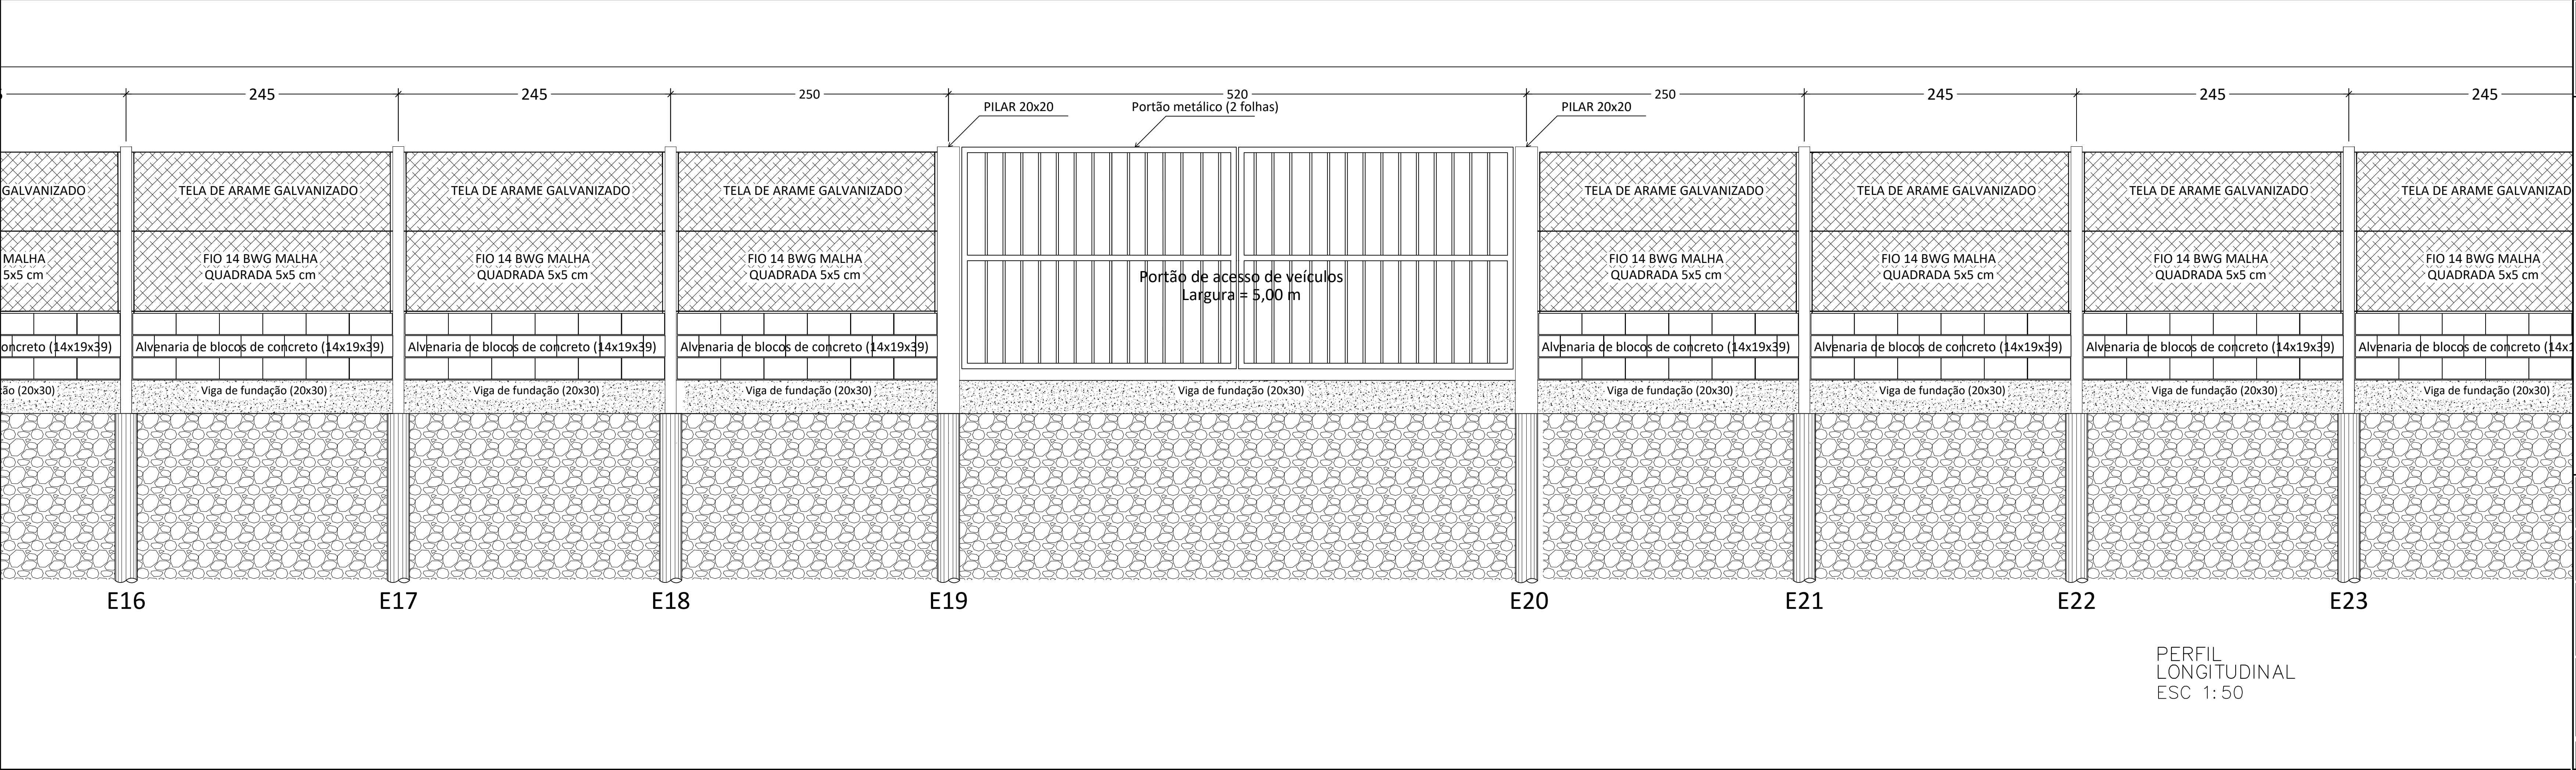 245 245 250 520 250 245 245 245
PILAR 20x20 Portão metálico (2 folhas) PILAR 20x20
GALVANIZADO TELA DE ARAME GALVANIZADO TELA DE ARAME GALVANIZADO TELA DE ARAME GALVANIZADO TELA DE ARAME GALVANIZADO TELA DE ARAME GALVANIZADO TELA DE ARAME GALVANIZADO TELA DE ARAME GALVANIZAD
MALHA FIO 14 BWG MALHA FIO 14 BWG MALHA FIO 14 BWG MALHA FIO 14 BWG MALHA FIO 14 BWG MALHA FIO 14 BWG MALHA FIO 14 BWG MALHA
5x5 cm QUADRADA 5x5 cm QUADRADA 5x5 cm QUADRADA 5x5 cm QUADRADA 5x5 cm QUADRADA 5x5 cm QUADRADA 5x5 cm QUADRADA 5x5 cm
Portão de acesso de veículos
Largura = 5,00 m
oncreto (14x19x39) Alvenaria de blocos de concreto (14x19x39) Alvenaria de blocos de concreto (14x19x39) Alvenaria de blocos de concreto (14x19x39) Alvenaria de blocos de concreto (14x19x39) Alvenaria de blocos de concreto (14x19x39) Alvenaria de blocos de concreto (14x19x39) Alvenaria de blocos de concreto (14x1
ão (20x30) Viga de fundação (20x30) Viga de fundação (20x30) Viga de fundação (20x30) Viga de fundação (20x30) Viga de fundação (20x30) Viga de fundação (20x30) Viga de fundação (20x30) Viga de fundação (20x30)
E16 E17 E18 E19 E20 E21 E22 E23
PERFIL
LONGITUDINAL
ESC 1:50